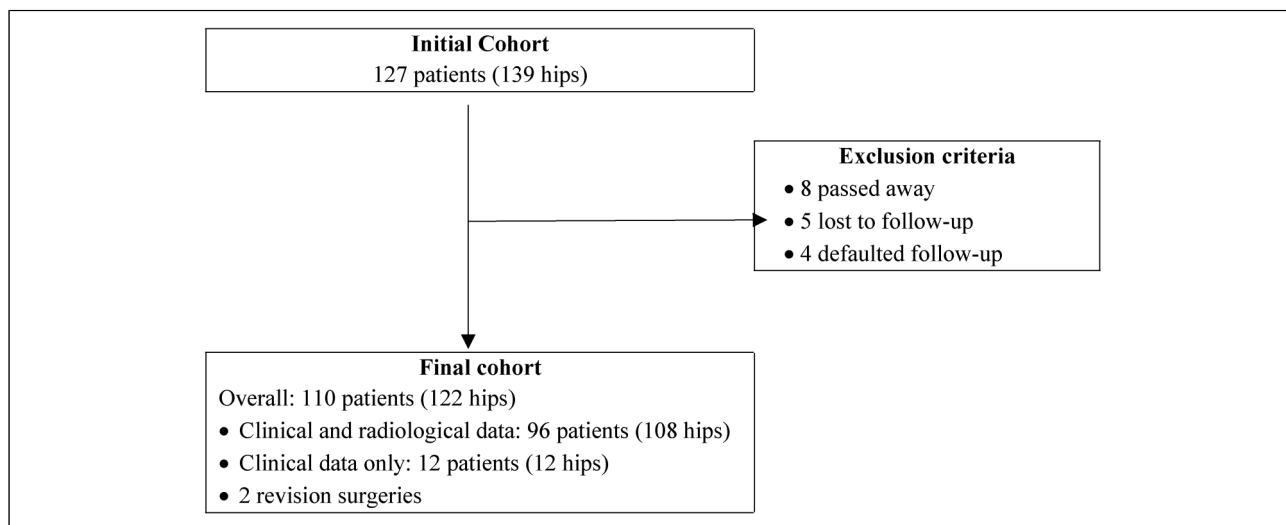 Initial Cohort
127 patients (139 hips)
Exclusion criteria
• 8 passed away
• 5 lost to follow-up
• 4 defaulted follow-up
Final cohort
Overall: 110 patients (122 hips)
• Clinical and radiological data: 96 patients (108 hips)
• Clinical data only: 12 patients (12 hips)
• 2 revision surgeries